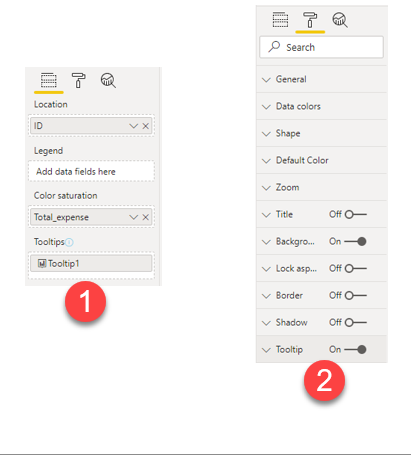 Location
ID
Legend
Add data fields here
Color saturation
Total_expense
Tooltips
Tooltip1
1
Search
General
Data colors
Shape
Default Color
Zoom
Title Off
Backgro... On
Lock asp... Off
Border Off
Shadow Off
Tooltip On
2